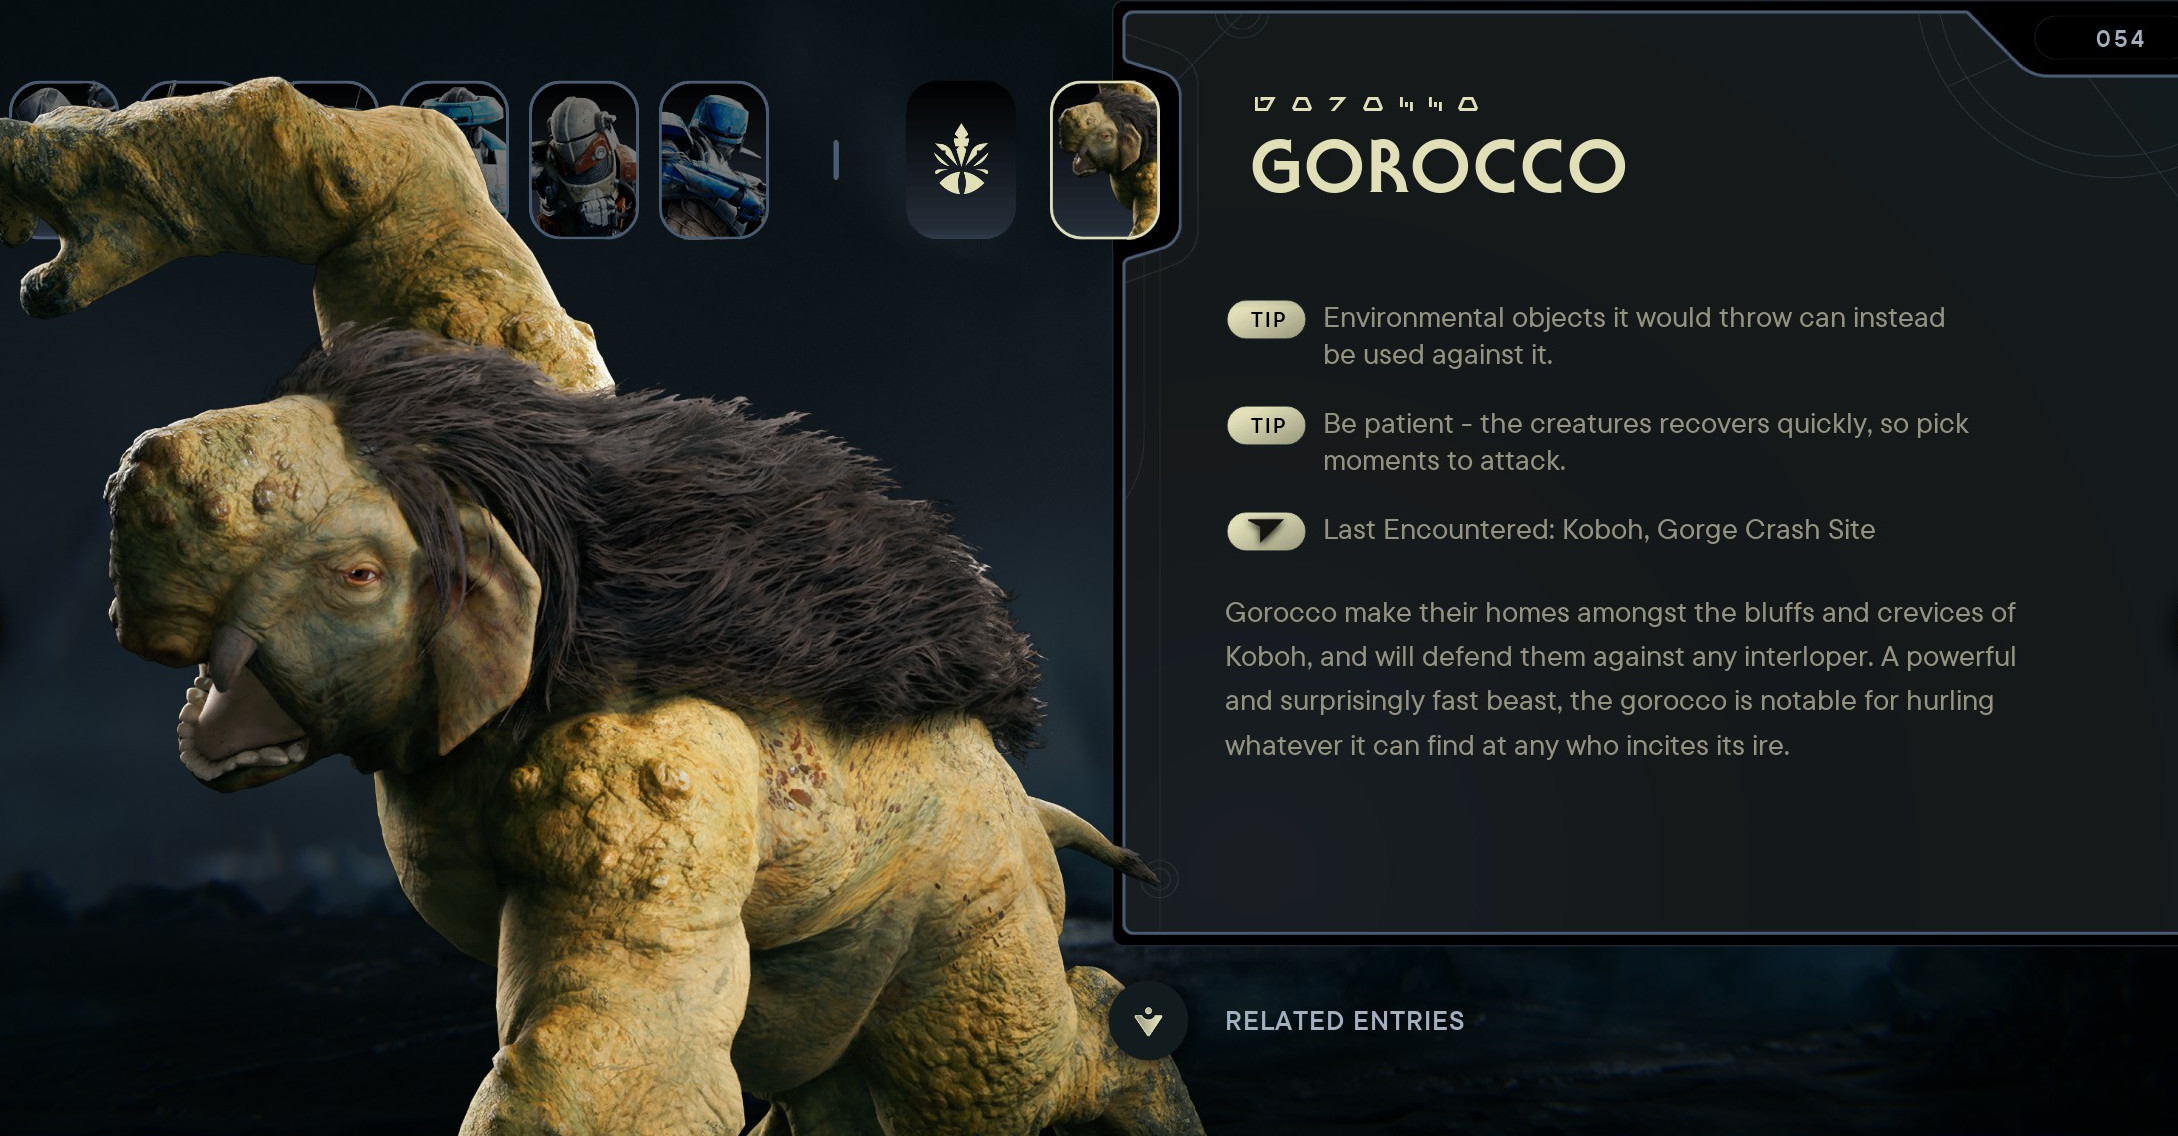 054
GOROCCO
TIP Environmental objects it would throw can instead
be used against it.
TIP Be patient - the creatures recovers quickly, so pick
moments to attack.
Last Encountered: Koboh, Gorge Crash Site
Gorocco make their homes amongst the bluffs and crevices of
Koboh, and will defend them against any interloper. A powerful
and surprisingly fast beast, the gorocco is notable for hurling
whatever it can find at any who incites its ire.
RELATED ENTRIES